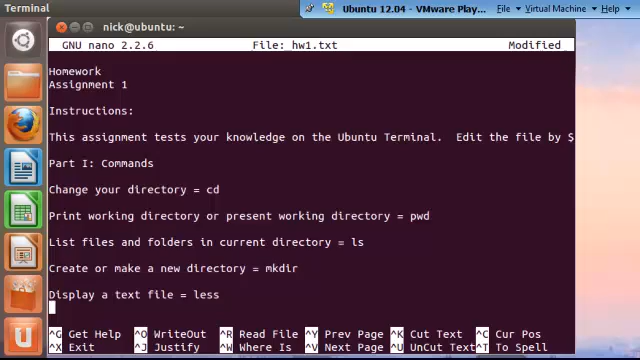 Terminal
Ubuntu 12.04 - VMware Play...
File
Virtual Machine
Help
nick@ubuntu: ~
GNU nano 2.2.6 File: hw1.txt Modified
Homework
Assignment 1
Instructions:
This assignment tests your knowledge on the Ubuntu Terminal. Edit the file by $
Part I: Commands
Change your directory = cd
Print working directory or present working directory = pwd
List files and folders in current directory = ls
Create or make a new directory = mkdir
Display a text file = less
^G Get Help ^O WriteOut ^R Read File ^Y Prev Page ^K Cut Text ^C Cur Pos
^X Exit ^J Justify ^W Where Is ^V Next Page ^U UnCut Text ^T To Spell